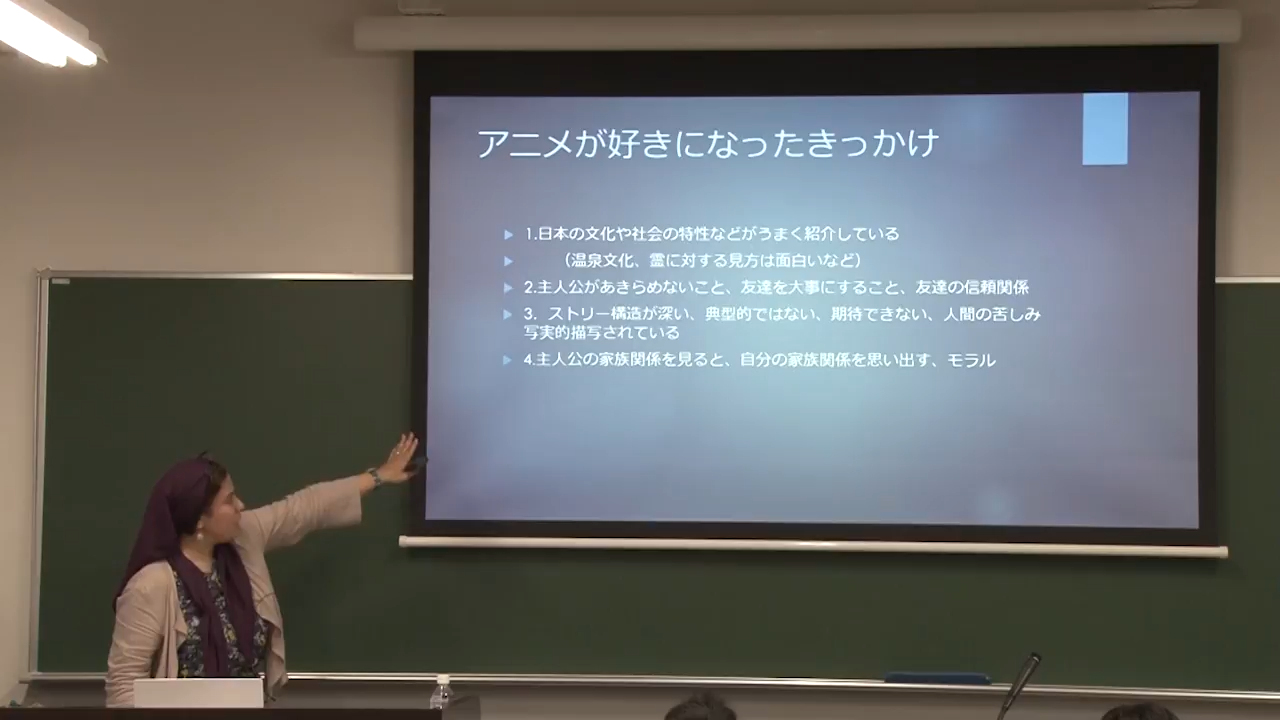 アニメが好きになったきっかけ
1.日本の文化や社会の特性などがうまく紹介している
（温泉文化、霊に対する見方は面白いなど）
2.主人公があきらめないこと、友達を大事にすること、友達の信頼関係
3．ストリー構造が深い、典型的ではない、期待できない、人間の苦しみ
写実的描写されている
4.主人公の家族関係を見ると、自分の家族関係を思い出す、モラル